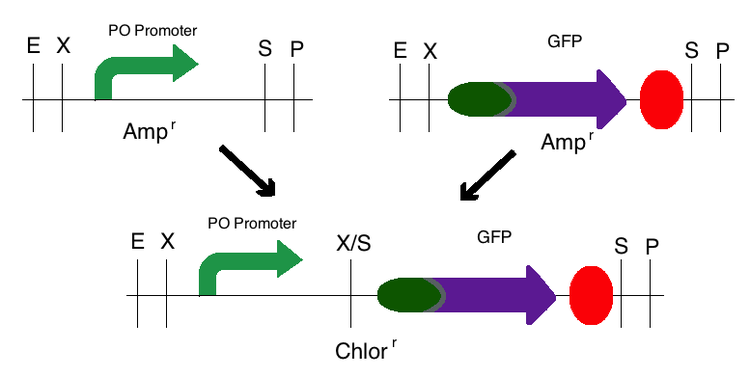 PO Promoter
E X S P
Amp r
GFP
E X S P
Amp r
PO Promoter
E X X/S
GFP
S P
Chlor r